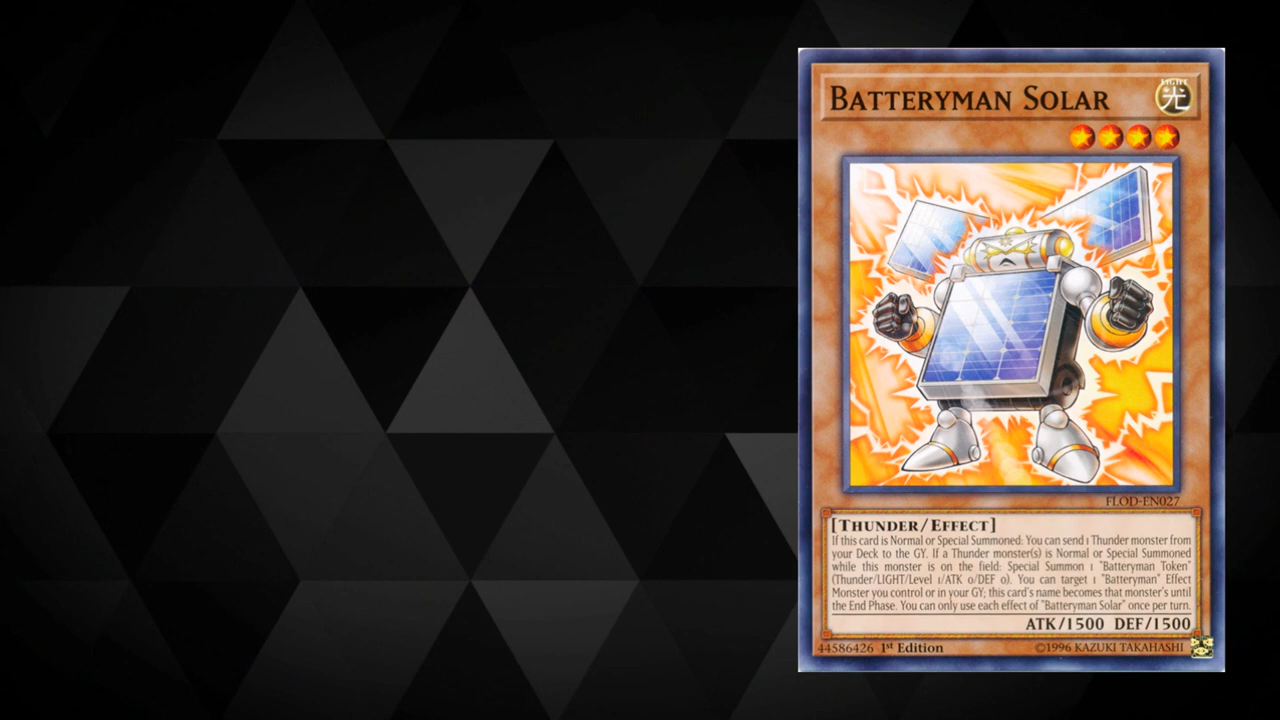 BATTERYMAN SOLAR
LIGHT
光
FLOD-EN027
[THUNDER/EFFECT]
If this card is Normal or Special Summoned: You can send 1 Thunder monster from
your Deck to the GY. If a Thunder monster(s) is Normal or Special Summoned
while this monster is on the field: Special Summon 1 "Batteryman Token"
(Thunder/LIGHT/Level 1/ATK 0/DEF 0). You can target 1 "Batteryman" Effect
Monster you control or in your GY; this card's name becomes that monster's until
the End Phase. You can only use each effect of "Batteryman Solar" once per turn.
ATK/1500 DEF/1500
44586426 1st Edition ©1996 KAZUKI TAKAHASHI